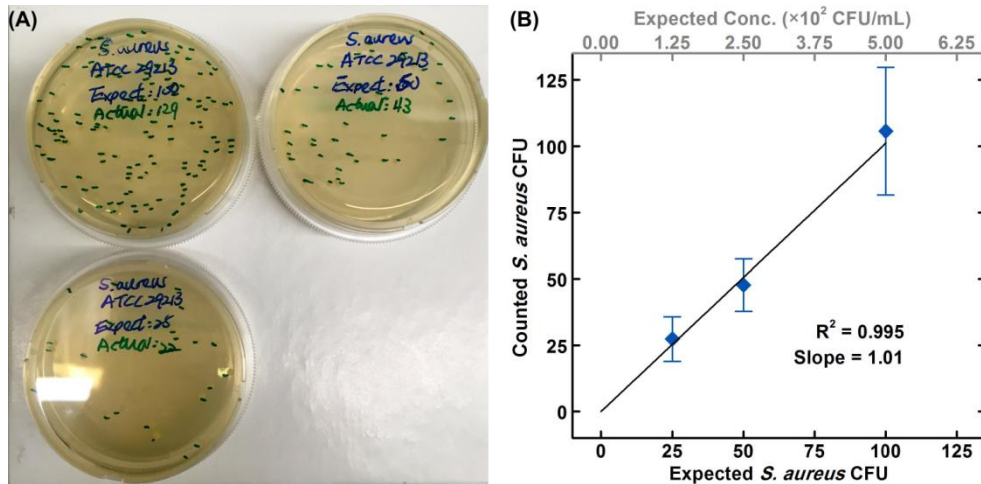 (A)
S. aureus
ATCC 29213
Expect: 100
Actual: 129
S. aureus
ATCC 29213
Expect: 50
Actual: 43
S. aureus
ATCC 29213
Expect: 25
Actual: 22
(B)
Expected Conc. (×10² CFU/mL)
0.00 1.25 2.50 3.75 5.00 6.25
Counted S. aureus CFU
125
100
75
50
25
0
R² = 0.995
Slope = 1.01
0 25 50 75 100 125
Expected S. aureus CFU